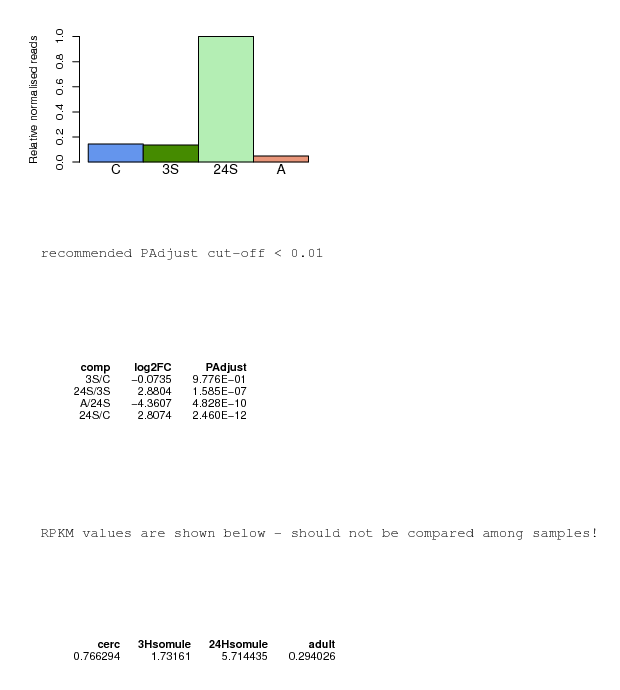 Relative normalised reads
1.0
0.8
0.6
0.4
0.2
0.0
C 3S 24S A
recommended PAdjust cut-off < 0.01
comp log2FC PAdjust
3S/C −0.0735 9.776E−01
24S/3S 2.8804 1.585E−07
A/24S −4.3607 4.828E−10
24S/C 2.8074 2.460E−12
RPKM values are shown below - should not be compared among samples!
cerc 3Hsomule 24Hsomule adult
0.766294 1.73161 5.714435 0.294026